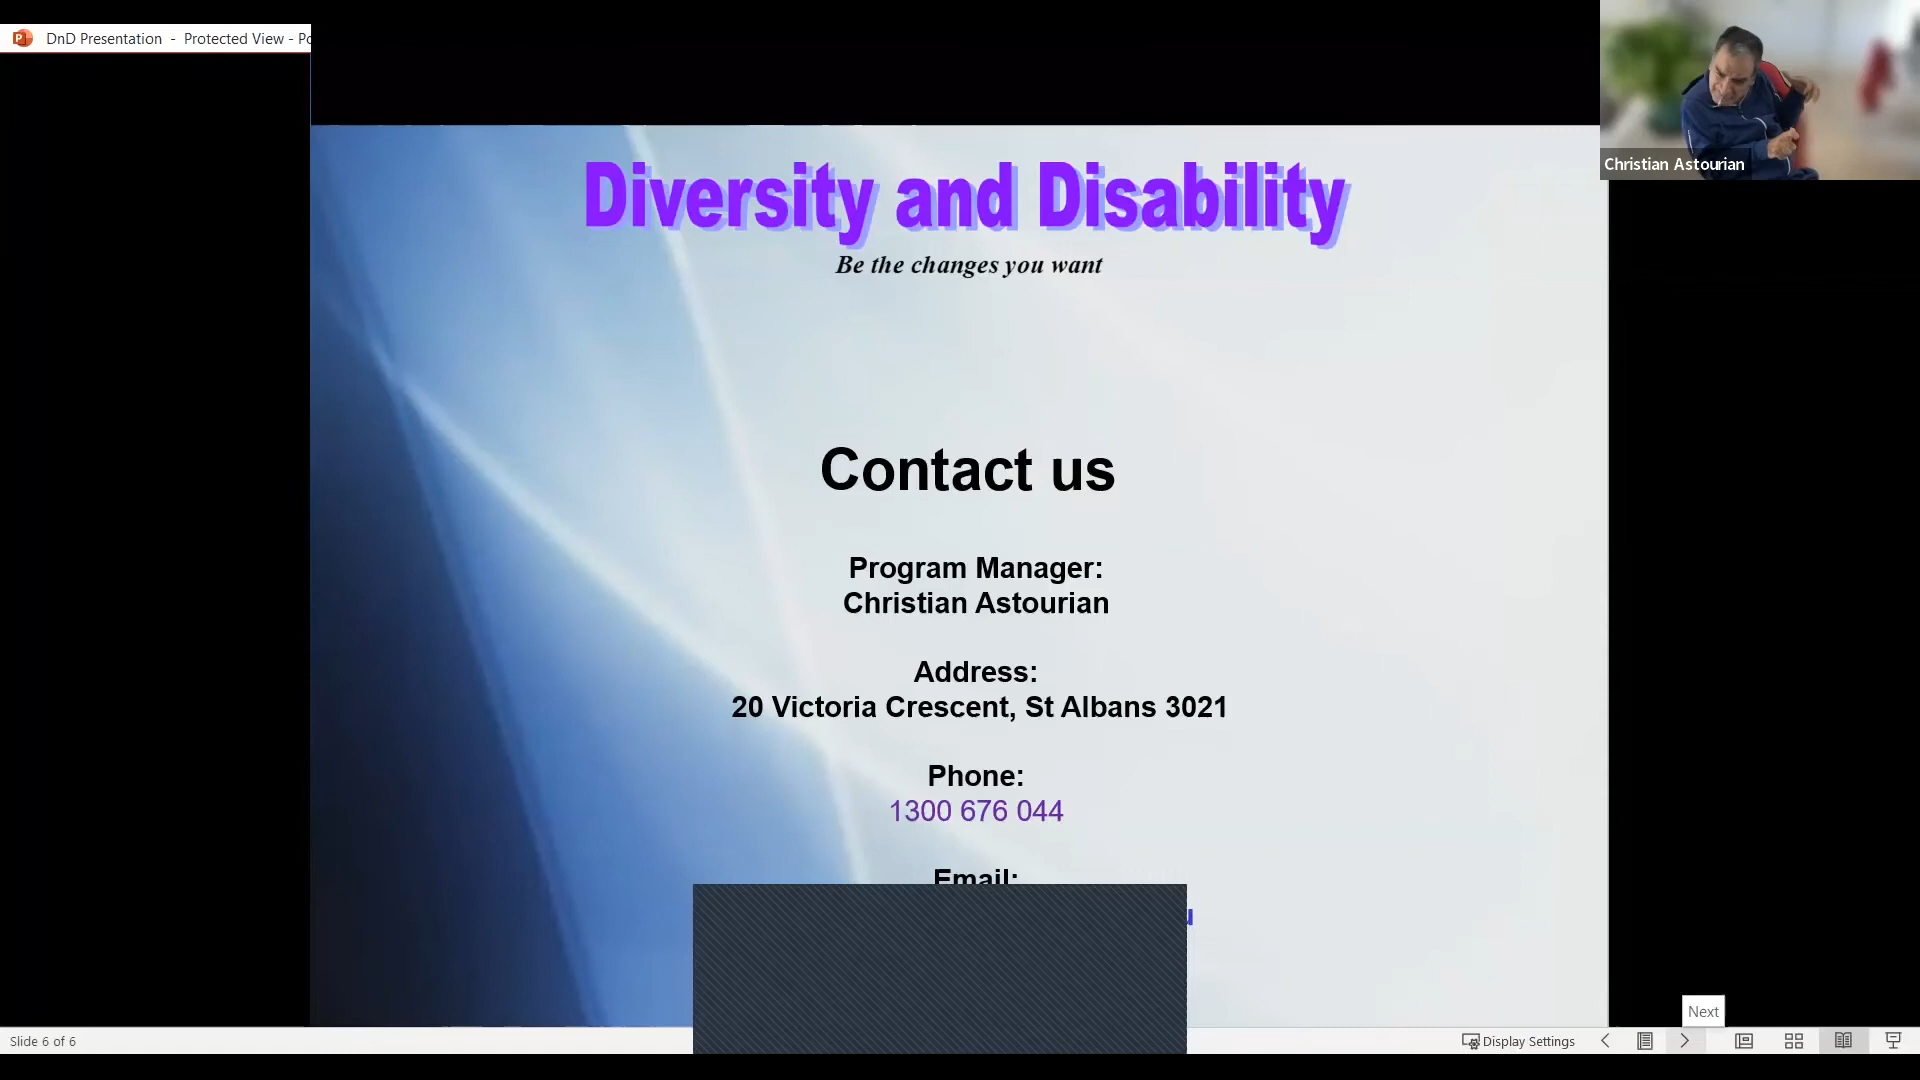 DnD Presentation - Protected View - Po
Christian Astourian
Diversity and Disability
Be the changes you want
Contact us
Program Manager:
Christian Astourian
Address:
20 Victoria Crescent, St Albans 3021
Phone:
1300 676 044
Email:
u
Next
Slide 6 of 6
Display Settings